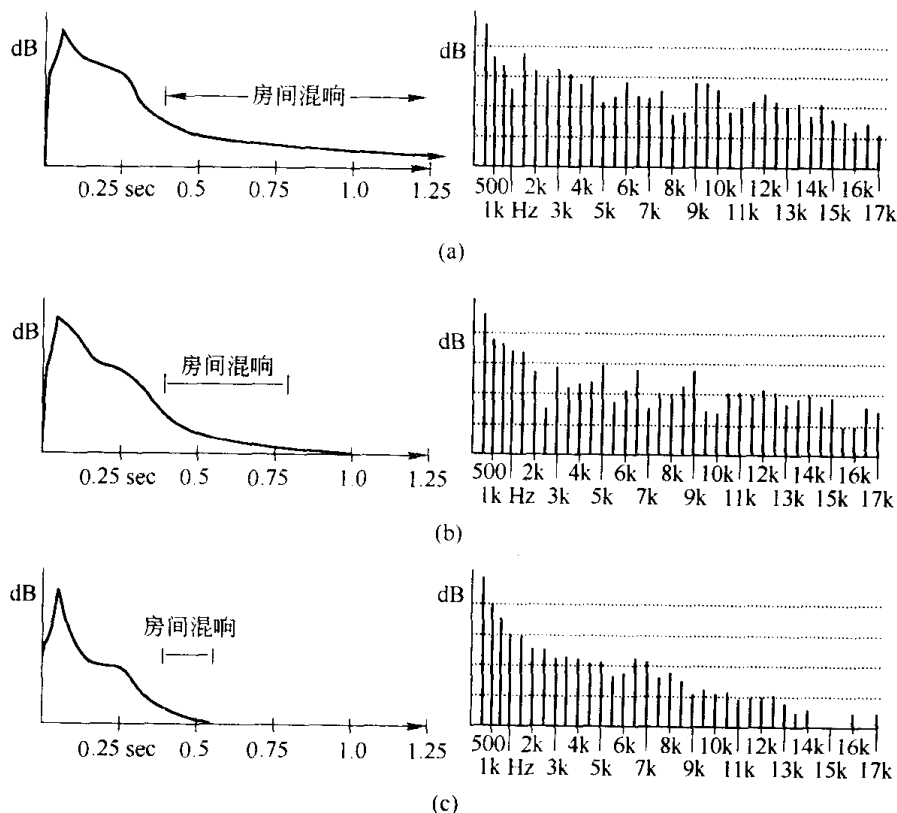 dB
房间混响
0.25 sec 0.5 0.75 1.0 1.25
dB
500 2k 4k 6k 8k 10k 12k 14k 16k
1k Hz 3k 5k 7k 9k 11k 13k 15k 17k
(a)
dB
房间混响
0.25 sec 0.5 0.75 1.0 1.25
dB
500 2k 4k 6k 8k 10k 12k 14k 16k
1k Hz 3k 5k 7k 9k 11k 13k 15k 17k
(b)
dB
房间混响
0.25 sec 0.5 0.75 1.0 1.25
dB
500 2k 4k 6k 8k 10k 12k 14k 16k
1k Hz 3k 5k 7k 9k 11k 13k 15k 17k
(c)